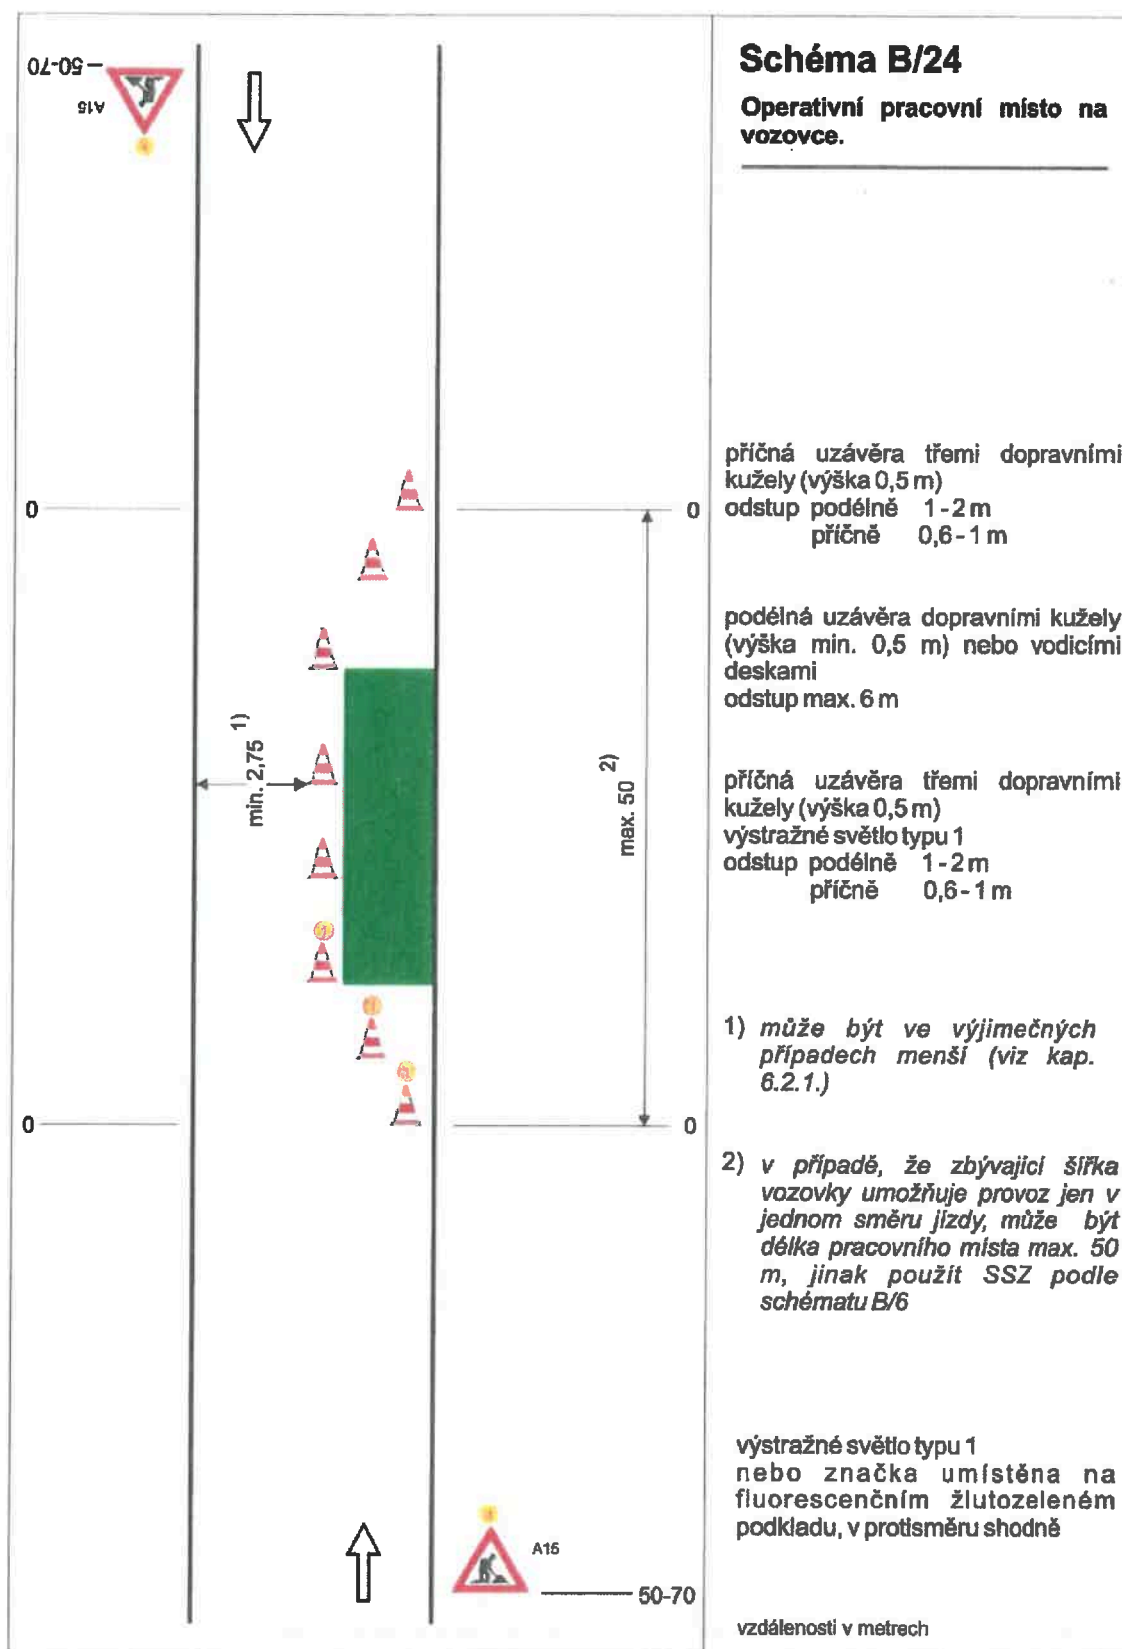 Schéma B/24
Operativní pracovní místo na
vozovce.
50-70
A15
příčná uzávěra třemi dopravními
kužely (výška 0,5 m)
odstup podélně 1-2 m
příčně 0,6-1 m
0
0
podélná uzávěra dopravními kužely
(výška min. 0,5 m) nebo vodicími
deskami
odstup max. 6 m
min. 2,75 1)
max. 50 2)
příčná uzávěra třemi dopravními
kužely (výška 0,5 m)
výstražné světlo typu 1
odstup podélně 1-2 m
příčně 0,6-1 m
1) může být ve výjimečných
případech menší (viz kap.
6.2.1.)
0
0
2) v případě, že zbývající šířka
vozovky umožňuje provoz jen v
jednom směru jízdy, může být
délka pracovního místa max. 50
m, jinak použít SSZ podle
schématu B/6
výstražné světlo typu 1
nebo značka umístěna na
fluorescenčním žlutozeleném
podkladu, v protisměru shodně
A15
50-70
vzdálenosti v metrech